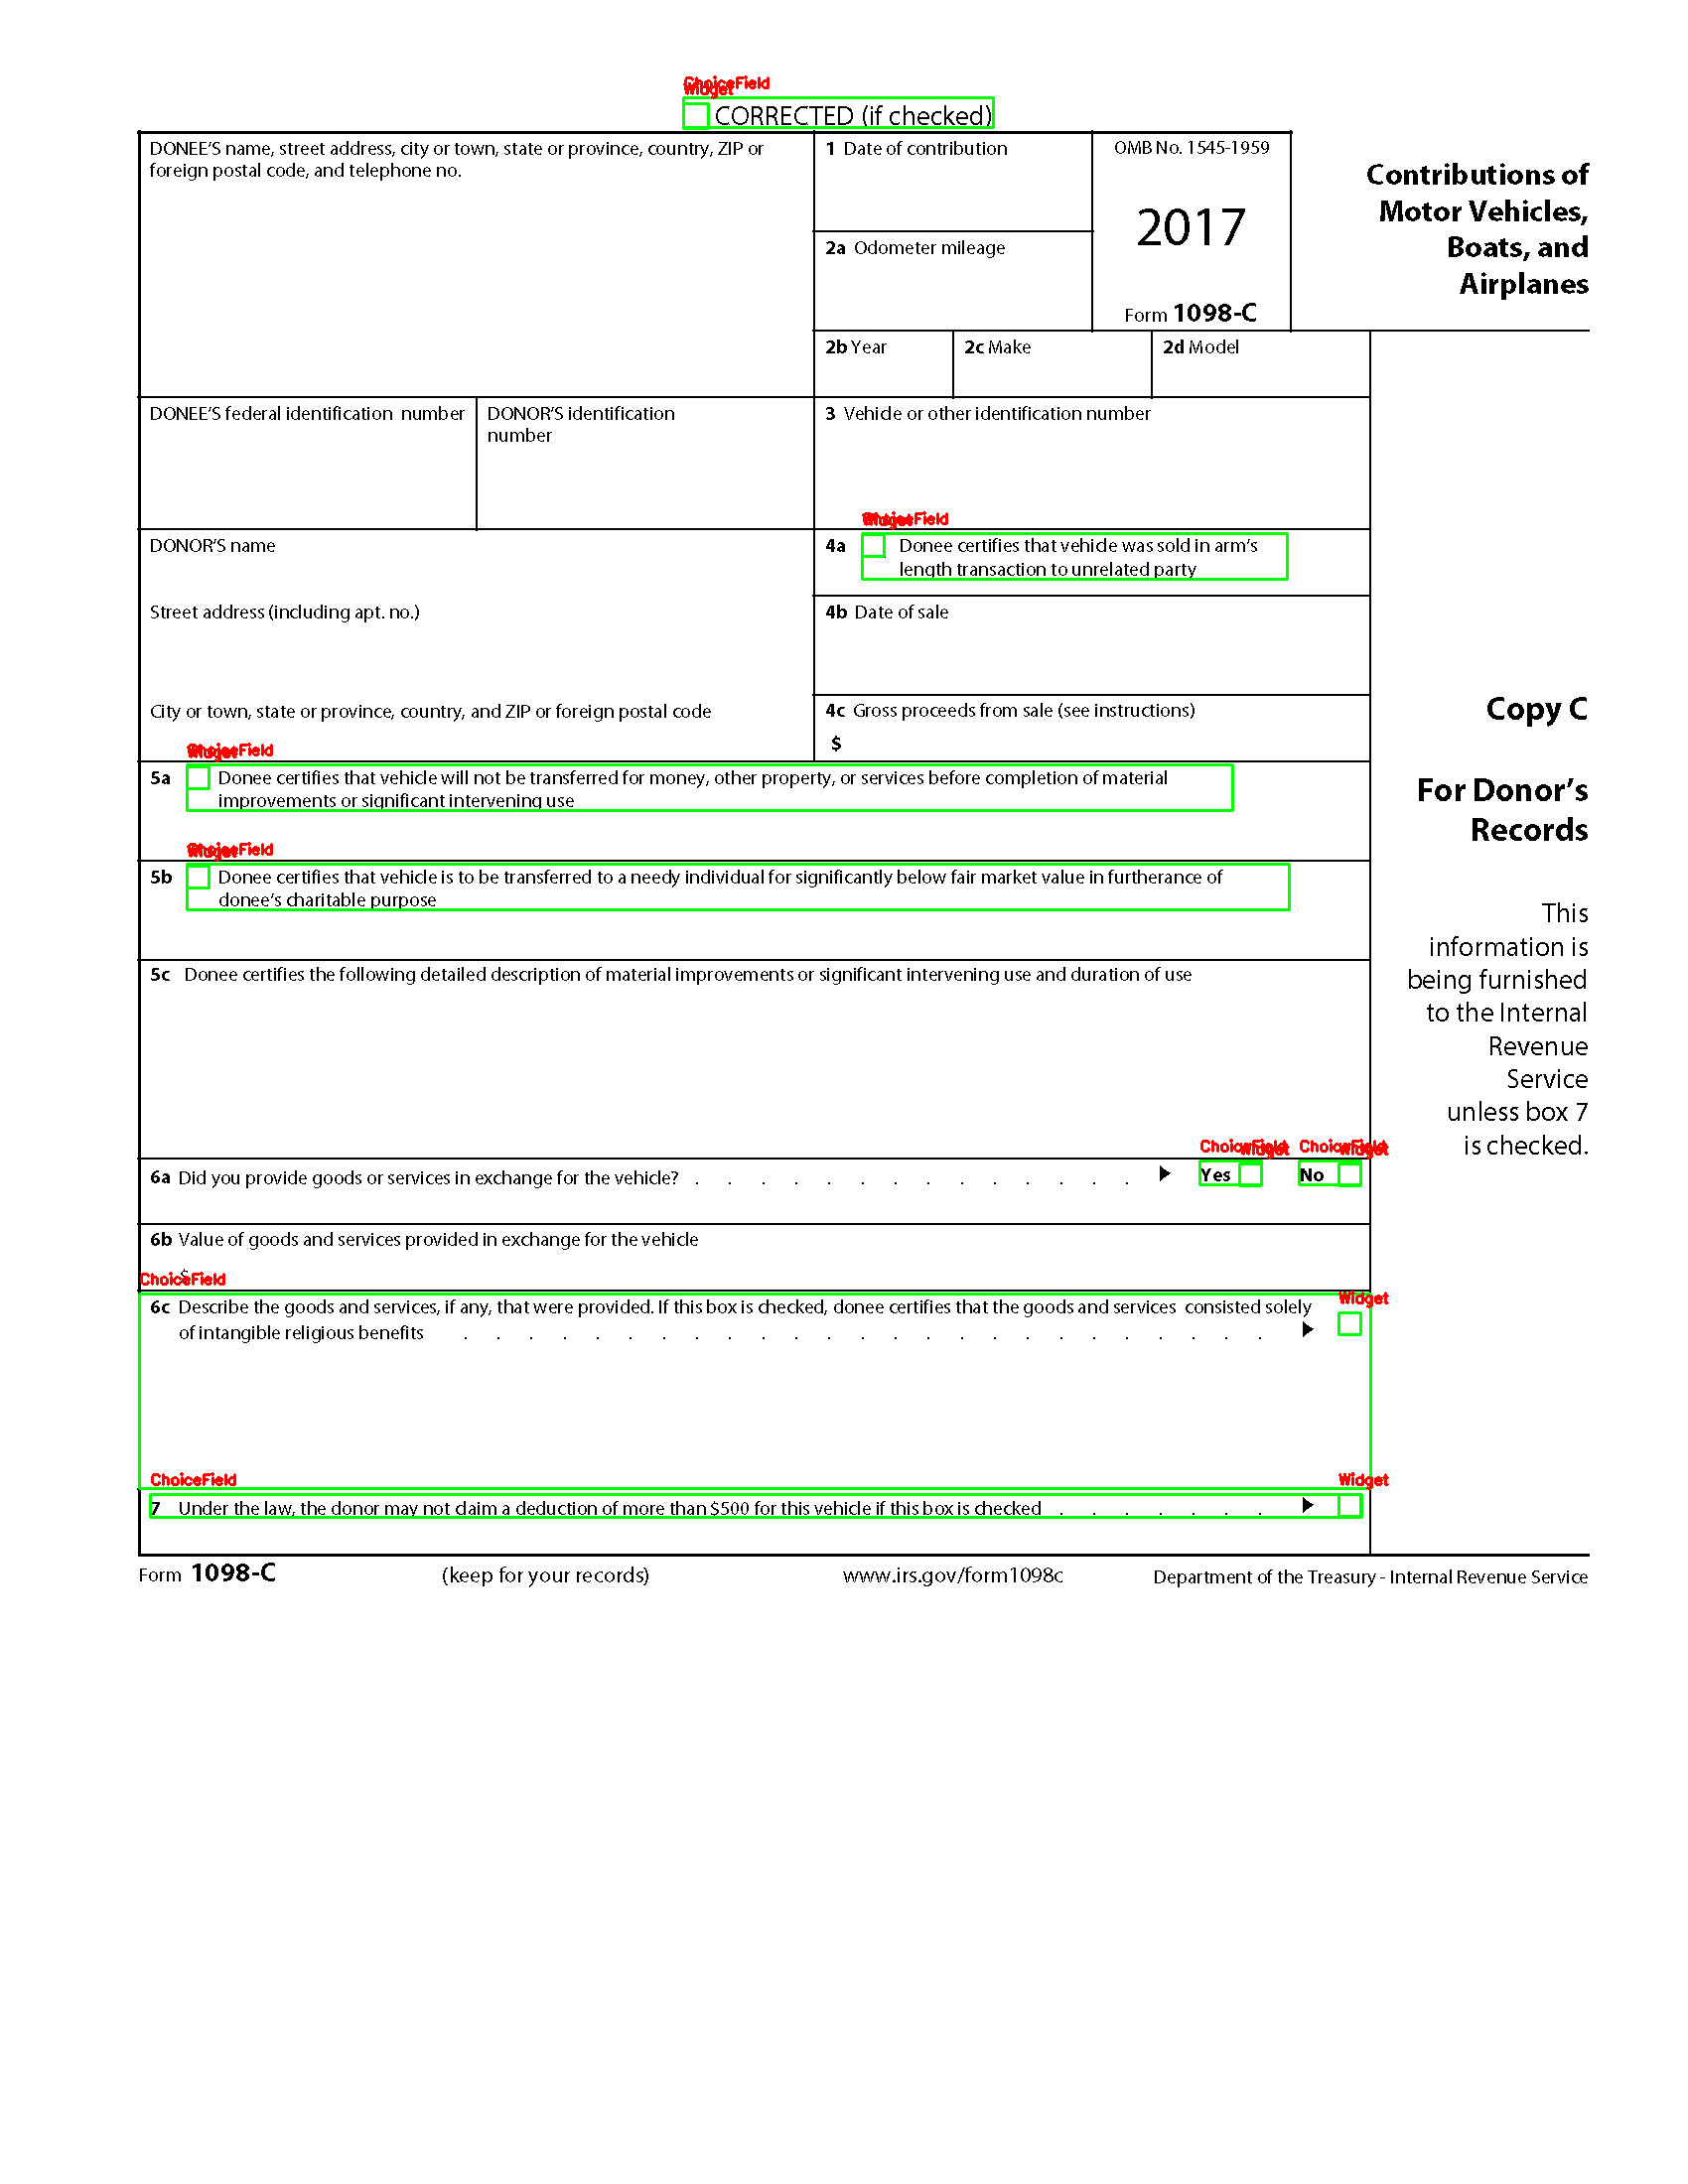 ChoiceField
Widget
CORRECTED (if checked)
DONEE'S name, street address, city or town, state or province, country, ZIP or
foreign postal code, and telephone no.
1 Date of contribution
OMB No. 1545-1959
2017
Form 1098-C
Contributions of
Motor Vehicles,
Boats, and
Airplanes
2a Odometer mileage
2b Year
2c Make
2d Model
DONEE'S federal identification number
DONOR'S identification
number
3 Vehicle or other identification number
DONOR'S name
ChoiceField
Widget
4a Donee certifies that vehicle was sold in arm's
length transaction to unrelated party
Street address (including apt. no.)
4b Date of sale
City or town, state or province, country, and ZIP or foreign postal code
4c Gross proceeds from sale (see instructions)
$
Copy C
For Donor's
Records
This
information is
being furnished
to the Internal
Revenue
Service
unless box 7
is checked.
ChoiceField
Widget
5a Donee certifies that vehicle will not be transferred for money, other property, or services before completion of material
improvements or significant intervening use
ChoiceField
Widget
5b Donee certifies that vehicle is to be transferred to a needy individual for significantly below fair market value in furtherance of
donee's charitable purpose
5c Donee certifies the following detailed description of material improvements or significant intervening use and duration of use
ChoiceField
Widget
ChoiceField
Widget
6a Did you provide goods or services in exchange for the vehicle? . . . . . . . . . . . . . . ▶ Yes No
6b Value of goods and services provided in exchange for the vehicle
$
ChoiceField
Widget
6c Describe the goods and services, if any, that were provided. If this box is checked, donee certifies that the goods and services consisted solely
of intangible religious benefits . . . . . . . . . . . . . . . . . . . . . . . . . ▶
ChoiceField
Widget
7 Under the law, the donor may not claim a deduction of more than $500 for this vehicle if this box is checked . . . . . . . ▶
Form 1098-C
(keep for your records)
www.irs.gov/form1098c
Department of the Treasury - Internal Revenue Service